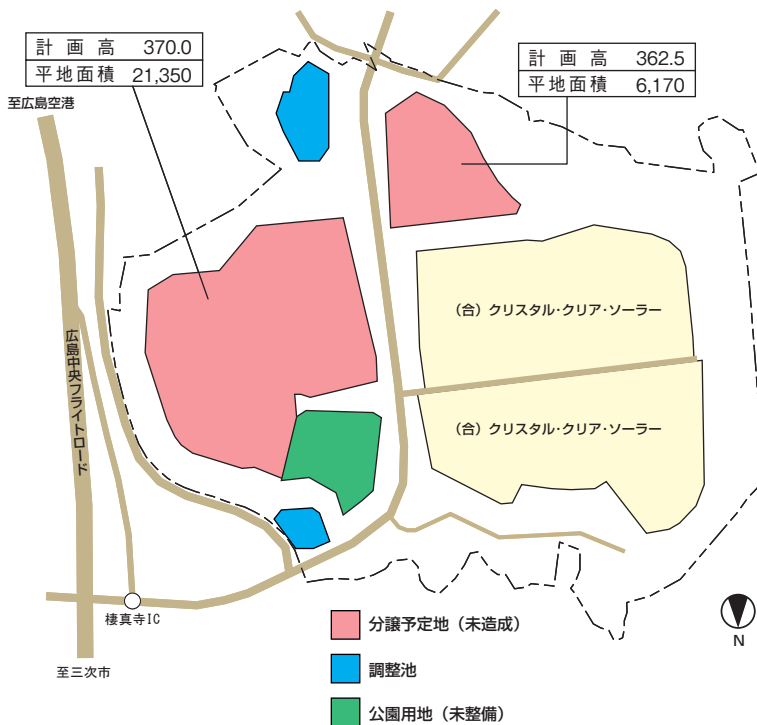 計画高 370.0
平地面積 21,350
計画高 362.5
平地面積 6,170
至広島空港
(合) クリスタル・クリア・ソーラー
広島中央フライトロード
(合) クリスタル・クリア・ソーラー
棲真寺IC
至三次市
N
分譲予定地（未造成）
調整池
公園用地（未整備）